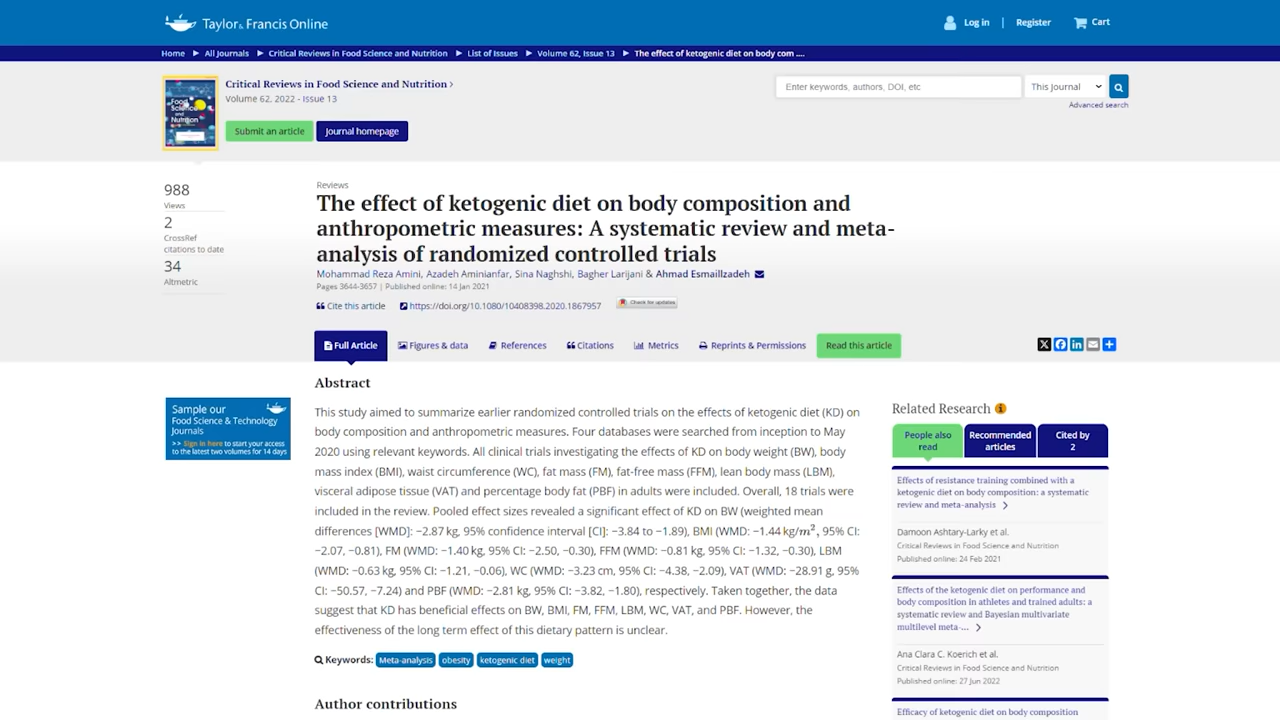 Taylor & Francis Online
Log in | Register Cart
Home ▶ All Journals ▶ Critical Reviews in Food Science and Nutrition ▶ List of Issues ▶ Volume 62, Issue 13 ▶ The effect of ketogenic diet on body com ....
Critical Reviews in Food Science and Nutrition ›
Volume 62, 2022 - Issue 13
Enter keywords, authors, DOI, etc
This Journal
Advanced search
Submit an article
Journal homepage
Food Science and Nutrition
988
Views
2
CrossRef
citations to date
34
Altmetric
Reviews
The effect of ketogenic diet on body composition and
anthropometric measures: A systematic review and meta-
analysis of randomized controlled trials
Mohammad Reza Amini, Azadeh Aminianfar, Sina Naghshi, Bagher Larijani & Ahmad Esmaillzadeh
Pages 3644-3657 | Published online: 14 Jan 2021
Cite this article
https://doi.org/10.1080/10408398.2020.1867957
Check for updates
Full Article
Figures & data
References
Citations
Metrics
Reprints & Permissions
Read this article
Sample our
Food Science & Technology
Journals
>> Sign in here to start your access
to the latest two volumes for 14 days
Abstract
This study aimed to summarize earlier randomized controlled trials on the effects of ketogenic diet (KD) on
body composition and anthropometric measures. Four databases were searched from inception to May
2020 using relevant keywords. All clinical trials investigating the effects of KD on body weight (BW), body
mass index (BMI), waist circumference (WC), fat mass (FM), fat-free mass (FFM), lean body mass (LBM),
visceral adipose tissue (VAT) and percentage body fat (PBF) in adults were included. Overall, 18 trials were
included in the review. Pooled effect sizes revealed a significant effect of KD on BW (weighted mean
differences [WMD]: −2.87 kg, 95% confidence interval [CI]: −3.84 to −1.89), BMI (WMD: −1.44 kg/m², 95% CI:
−2.07, −0.81), FM (WMD: −1.40 kg, 95% CI: −2.50, −0.30), FFM (WMD: −0.81 kg, 95% CI: −1.32, −0.30), LBM
(WMD: −0.63 kg, 95% CI: −1.21, −0.06), WC (WMD: −3.23 cm, 95% CI: −4.38, −2.09), VAT (WMD: −28.91 g, 95%
CI: −50.57, −7.24) and PBF (WMD: −2.81 kg, 95% CI: −3.82, −1.80), respectively. Taken together, the data
suggest that KD has beneficial effects on BW, BMI, FM, FFM, LBM, WC, VAT, and PBF. However, the
effectiveness of the long term effect of this dietary pattern is unclear.
Keywords: Meta-analysis obesity ketogenic diet weight
Author contributions
Related Research
People also
read
Recommended
articles
Cited by
2
Effects of resistance training combined with a
ketogenic diet on body composition: a systematic
review and meta-analysis
Damoon Ashtary-Larky et al.
Critical Reviews in Food Science and Nutrition
Published online: 24 Feb 2021
Effects of the ketogenic diet on performance and
body composition in athletes and trained adults: a
systematic review and Bayesian multivariate
multilevel meta-...
Ana Clara C. Koerich et al.
Critical Reviews in Food Science and Nutrition
Published online: 27 Jun 2022
Efficacy of ketogenic diet on body composition